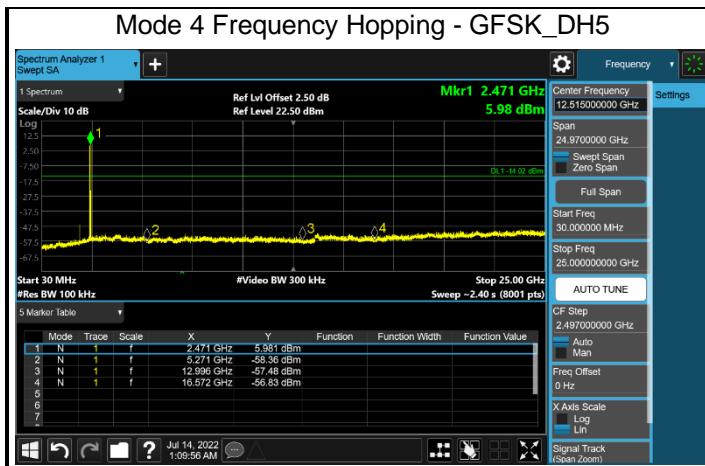 Mode 4 Frequency Hopping - GFSK_DH5
Spectrum Analyzer 1
Swept SA
+
Frequency
1 Spectrum
Ref Lvl Offset 2.50 dB
Mkr1 2.471 GHz
Scale/Div 10 dB
Ref Level 22.50 dBm
5.98 dBm
Log
12.5
2.50
-7.50
-17.5
-27.5
-37.5
-47.5
-57.5
-67.5
1
DL1 -14.02 dBm
2
3
4
Start 30 MHz
#Video BW 300 kHz
Stop 25.00 GHz
#Res BW 100 kHz
Sweep ~2.40 s (8001 pts)
5 Marker Table
Mode Trace Scale X Y Function Function Width Function Value
1 N 1 f 2.471 GHz 5.981 dBm
2 N 1 f 5.271 GHz -58.36 dBm
3 N 1 f 12.996 GHz -57.48 dBm
4 N 1 f 16.572 GHz -56.83 dBm
5
6
7
?
Jul 14, 2022
1:09:56 AM
Center Frequency
12.515000000 GHz
Settings
Span
24.9700000 GHz
Swept Span
Zero Span
Full Span
Start Freq
30.000000 MHz
Stop Freq
25.000000000 GHz
AUTO TUNE
CF Step
2.497000000 GHz
Auto
Man
Freq Offset
0 Hz
X Axis Scale
Log
Lin
Signal Track
(Span Zoom)